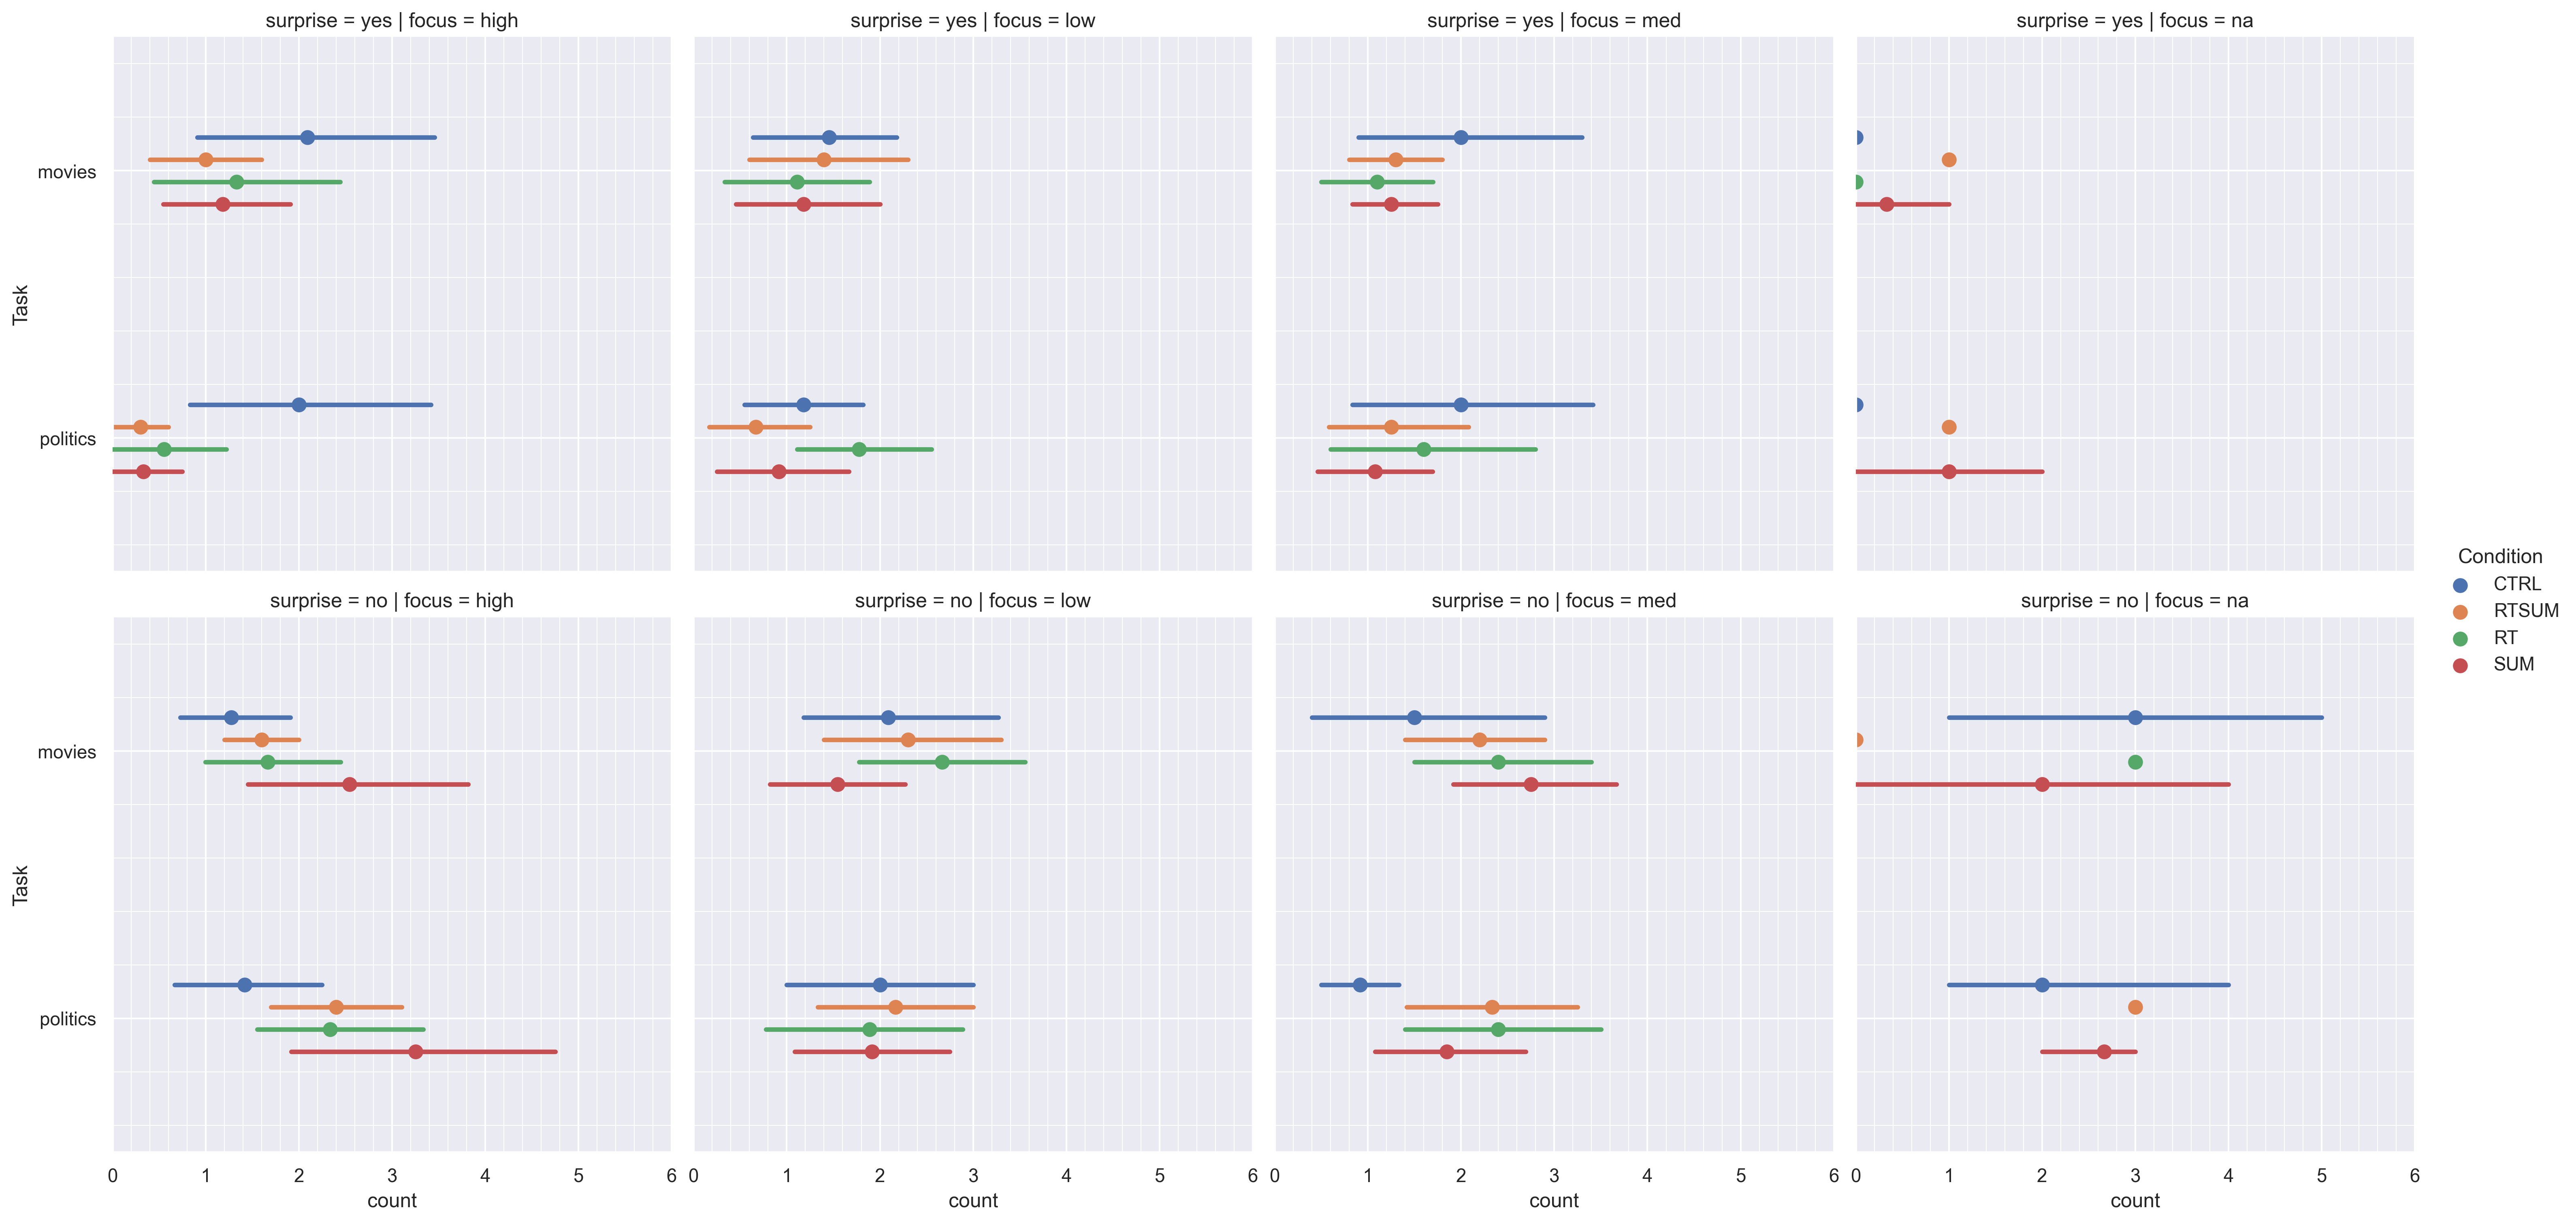 surprise = yes | focus = high
surprise = yes | focus = low
surprise = yes | focus = med
surprise = yes | focus = na
movies
Task
politics
Condition
CTRL
RTSUM
RT
SUM
surprise = no | focus = high
surprise = no | focus = low
surprise = no | focus = med
surprise = no | focus = na
movies
Task
politics
0 1 2 3 4 5 6
0 1 2 3 4 5 6
0 1 2 3 4 5 6
0 1 2 3 4 5 6
count
count
count
count